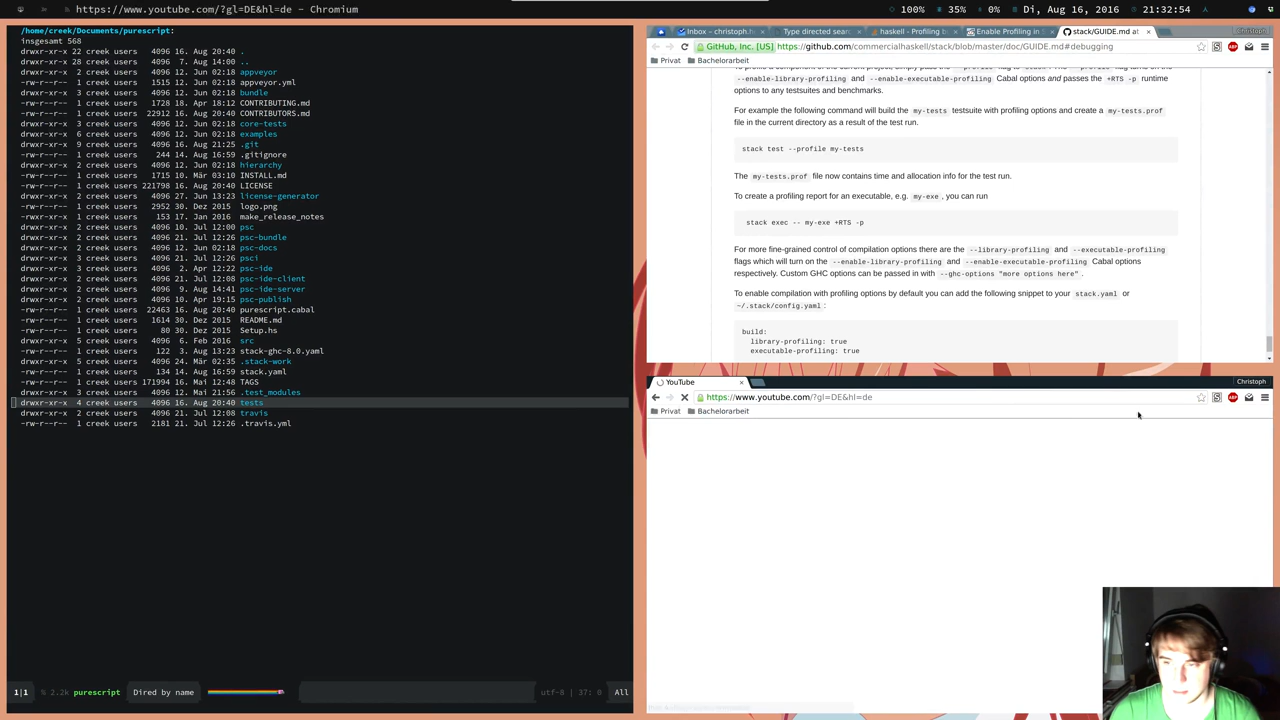 https://www.youtube.com/?gl=DE&hl=de - Chromium
100%
35%
0%
Di, Aug 16, 2016
21:32:54
/home/creek/Documents/purescript:
insgesamt 568
drwxr-xr-x 22 creek users 4096 16. Aug 20:40 .
drwxr-xr-x 28 creek users 4096 7. Aug 14:00 ..
drwxr-xr-x 2 creek users 4096 12. Jun 02:18 appveyor
-rw-r--r-- 1 creek users 1515 12. Jun 02:18 appveyor.yml
drwxr-xr-x 3 creek users 4096 12. Jun 02:18 bundle
-rw-r--r-- 1 creek users 1728 18. Apr 18:12 CONTRIBUTING.md
-rw-r--r-- 1 creek users 22912 16. Aug 20:40 CONTRIBUTORS.md
drwxr-xr-x 3 creek users 4096 12. Jun 02:18 core-tests
drwxr-xr-x 6 creek users 4096 12. Jun 02:18 examples
drwxr-xr-x 9 creek users 4096 16. Aug 21:25 .git
-rw-r--r-- 1 creek users 244 14. Aug 16:59 .gitignore
drwxr-xr-x 2 creek users 4096 12. Jun 02:18 hierarchy
-rw-r--r-- 1 creek users 1710 15. Mär 03:10 INSTALL.md
-rw-r--r-- 1 creek users 221798 16. Aug 20:40 LICENSE
drwxr-xr-x 2 creek users 4096 27. Jun 13:23 license-generator
-rw-r--r-- 1 creek users 2952 30. Dez 2015 logo.png
-rw-r--r-- 1 creek users 153 17. Jan 2016 make_release_notes
drwxr-xr-x 2 creek users 4096 10. Jul 12:00 psc
drwxr-xr-x 2 creek users 4096 21. Jul 12:26 psc-bundle
drwxr-xr-x 2 creek users 4096 12. Jun 02:18 psc-docs
drwxr-xr-x 3 creek users 4096 21. Jul 12:26 psci
drwxr-xr-x 3 creek users 4096 2. Apr 12:22 psc-ide
drwxr-xr-x 2 creek users 4096 21. Jul 12:08 psc-ide-client
drwxr-xr-x 2 creek users 4096 9. Aug 14:41 psc-ide-server
drwxr-xr-x 2 creek users 4096 10. Apr 19:15 psc-publish
-rw-r--r-- 1 creek users 22463 16. Aug 20:40 purescript.cabal
-rw-r--r-- 1 creek users 1614 30. Dez 2015 README.md
-rw-r--r-- 1 creek users 80 30. Dez 2015 Setup.hs
drwxr-xr-x 5 creek users 4096 6. Feb 2016 src
-rw-r--r-- 1 creek users 122 3. Aug 13:23 stack-ghc-8.0.yaml
drwxr-xr-x 5 creek users 4096 24. Mär 02:35 .stack-work
-rw-r--r-- 1 creek users 134 14. Aug 16:59 stack.yaml
-rw-r--r-- 1 creek users 171994 16. Mai 12:48 TAGS
drwxr-xr-x 3 creek users 4096 12. Mai 21:56 .test_modules
drwxr-xr-x 4 creek users 4096 16. Aug 20:40 tests
drwxr-xr-x 2 creek users 4096 21. Jul 12:08 travis
-rw-r--r-- 1 creek users 2181 21. Jul 12:26 .travis.yml
1|1
% 2.2k purescript
Dired by name
utf-8 | 37: 0
All
Inbox - christoph.h
Type directed sear
haskell - Profiling b
Enable Profiling in S
stack/GUIDE.md at
Christoph
GitHub, Inc. [US] https://github.com/commercialhaskell/stack/blob/master/doc/GUIDE.md#debugging
Privat
Bachelorarbeit
--enable-library-profiling and --enable-executable-profiling Cabal options and passes the +RTS -p runtime
options to any testsuites and benchmarks.
For example the following command will build the my-tests testsuite with profiling options and create a my-tests.prof
file in the current directory as a result of the test run.
stack test --profile my-tests
The my-tests.prof file now contains time and allocation info for the test run.
To create a profiling report for an executable, e.g. my-exe, you can run
stack exec -- my-exe +RTS -p
For more fine-grained control of compilation options there are the --library-profiling and --executable-profiling
flags which will turn on the --enable-library-profiling and --enable-executable-profiling Cabal options
respectively. Custom GHC options can be passed in with --ghc-options "more options here".
To enable compilation with profiling options by default you can add the following snippet to your stack.yaml or
~/.stack/config.yaml:
build:
library-profiling: true
executable-profiling: true
YouTube
Christoph
https://www.youtube.com/?gl=DE&hl=de
Privat
Bachelorarbeit